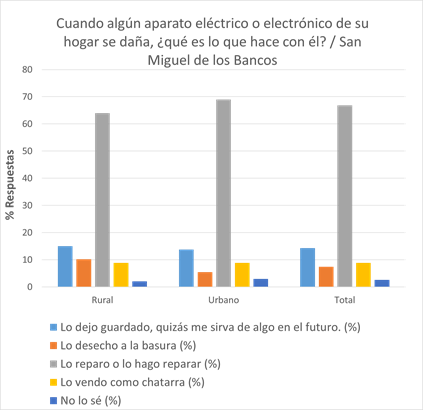 Cuando algún aparato eléctrico o electrónico de su
hogar se daña, ¿qué es lo que hace con él? / San
Miguel de los Bancos
% Respuestas
80
70
60
50
40
30
20
10
0
Rural Urbano Total
Lo dejo guardado, quizás me sirva de algo en el futuro. (%)
Lo desecho a la basura (%)
Lo reparo o lo hago reparar (%)
Lo vendo como chatarra (%)
No lo sé (%)